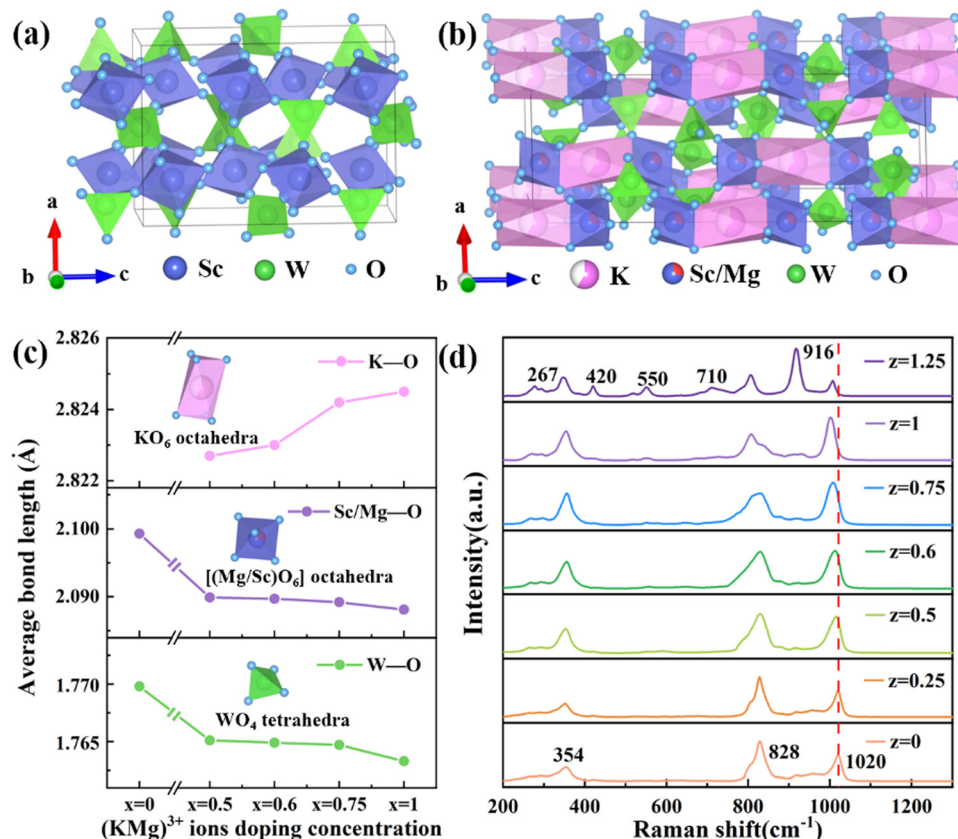 (a)
a
b
c
Sc
W
O
(b)
a
b
c
K
Sc/Mg
W
O
(c)
2.826
2.824
2.822
2.100
2.090
1.770
1.765
Average bond length (Å)
K—O
KO₆ octahedra
Sc/Mg—O
[(Mg/Sc)O₆] octahedra
W—O
WO₄ tetrahedra
x=0 x=0.5 x=0.6 x=0.75 x=1
(KMg)³⁺ ions doping concentration
(d)
Intensity(a.u.)
267 420 550 710 916
z=1.25
z=1
z=0.75
z=0.6
z=0.5
z=0.25
z=0
354 828 1020
200 400 600 800 1000 1200
Raman shift(cm⁻¹)